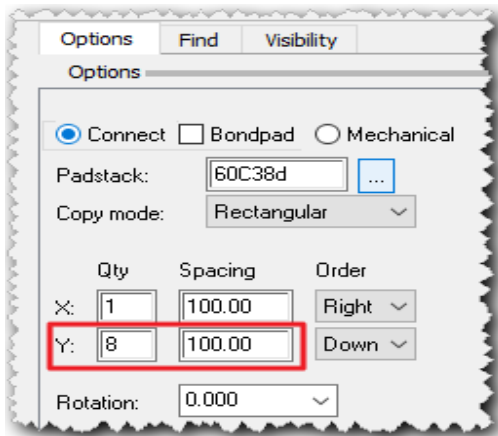 Options Find Visibility
Options
Connect Bondpad Mechanical
Padstack: 60C38d ...
Copy mode: Rectangular
Qty Spacing Order
X: 1 100.00 Right
Y: 8 100.00 Down
Rotation: 0.000